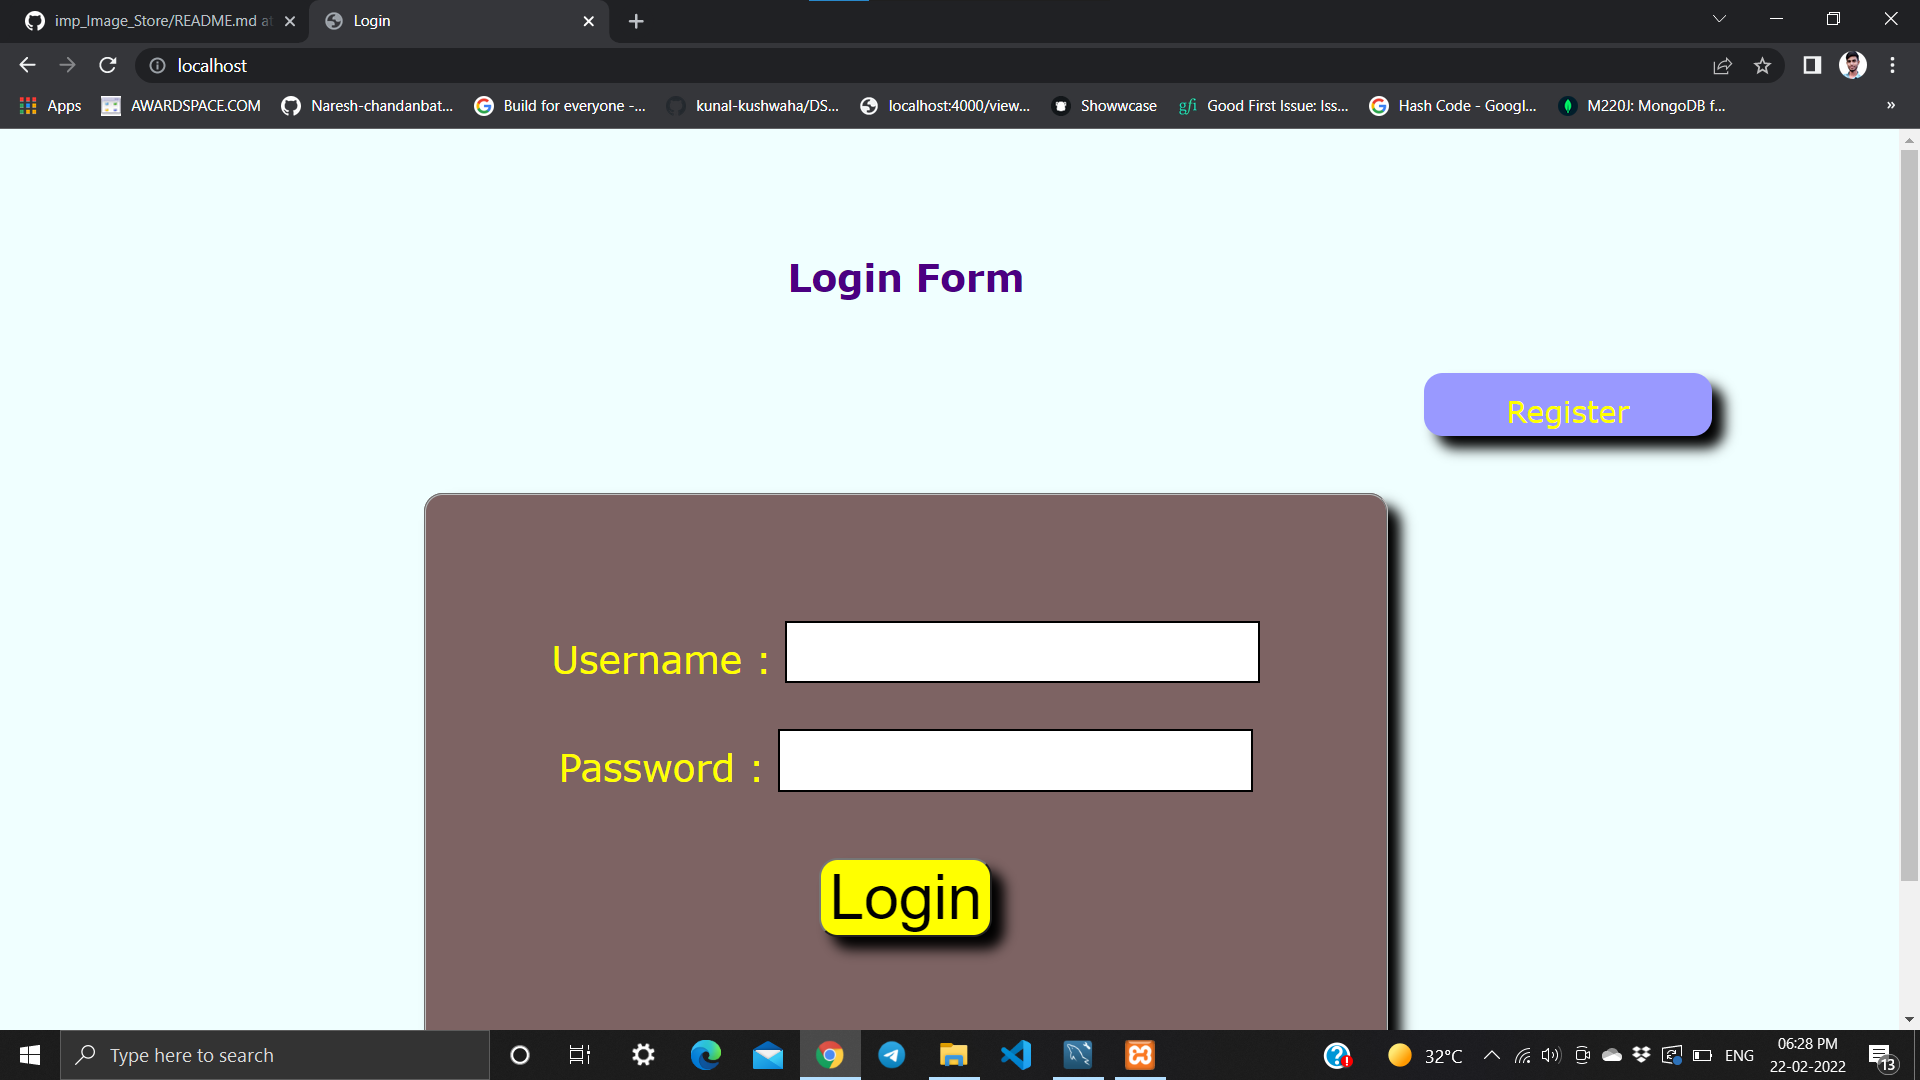 imp_Image_Store/README.md at
Login
localhost
Apps
AWARDSPACE.COM
Naresh-chandanbat...
Build for everyone -...
kunal-kushwaha/DS...
localhost:4000/view...
Showwcase
gfi
Good First Issue: Iss...
Hash Code - Googl...
M220J: MongoDB f...
»
Login Form
Register
Username :
Password :
Login
Type here to search
32°C
ENG
06:28 PM
22-02-2022
13